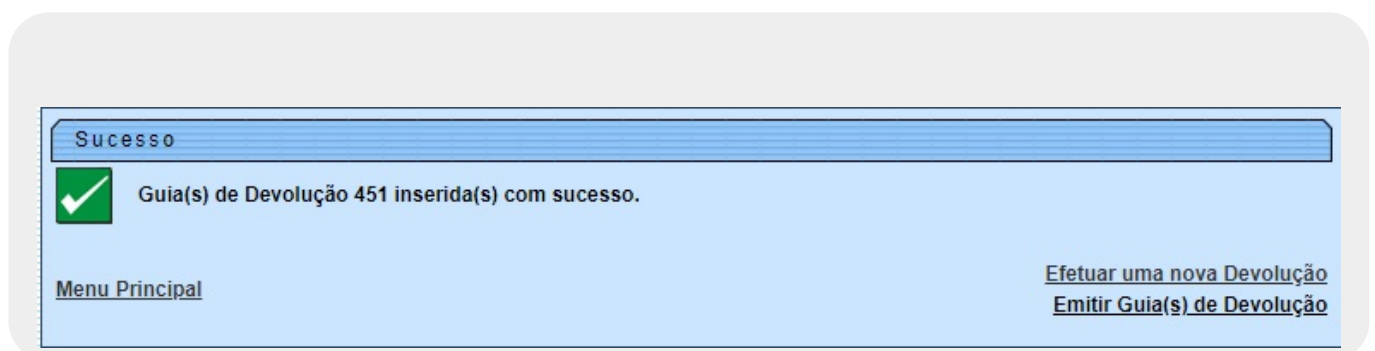 Sucesso
Guia(s) de Devolução 451 inserida(s) com sucesso.
Menu Principal
Efetuar uma nova Devolução
Emitir Guia(s) de Devolução